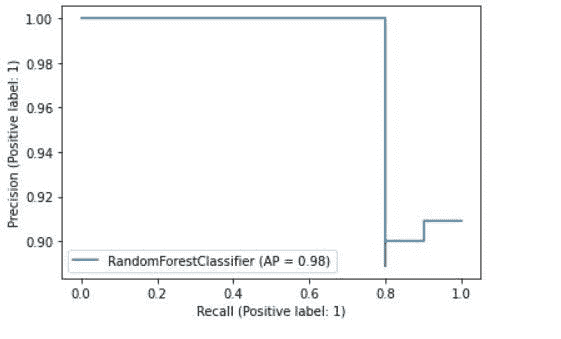 1.00
0.98
0.96
0.94
0.92
0.90
Precision (Positive label: 1)
RandomForestClassifier (AP = 0.98)
0.0 0.2 0.4 0.6 0.8 1.0
Recall (Positive label: 1)